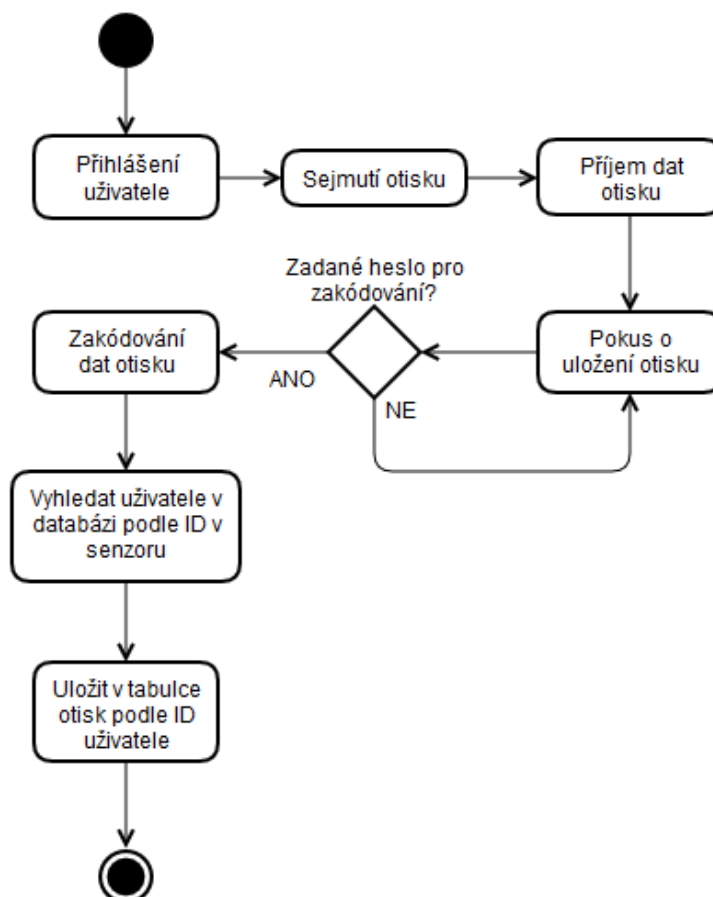 Přihlášení
uživatele
Sejmutí otisku
Příjem dat
otisku
Zadané heslo pro
zakódování?
Zakódování
dat otisku
ANO
NE
Pokus o
uložení otisku
Vyhledat uživatele v
databázi podle ID v
senzoru
Uložit v tabulce
otisk podle ID
uživatele